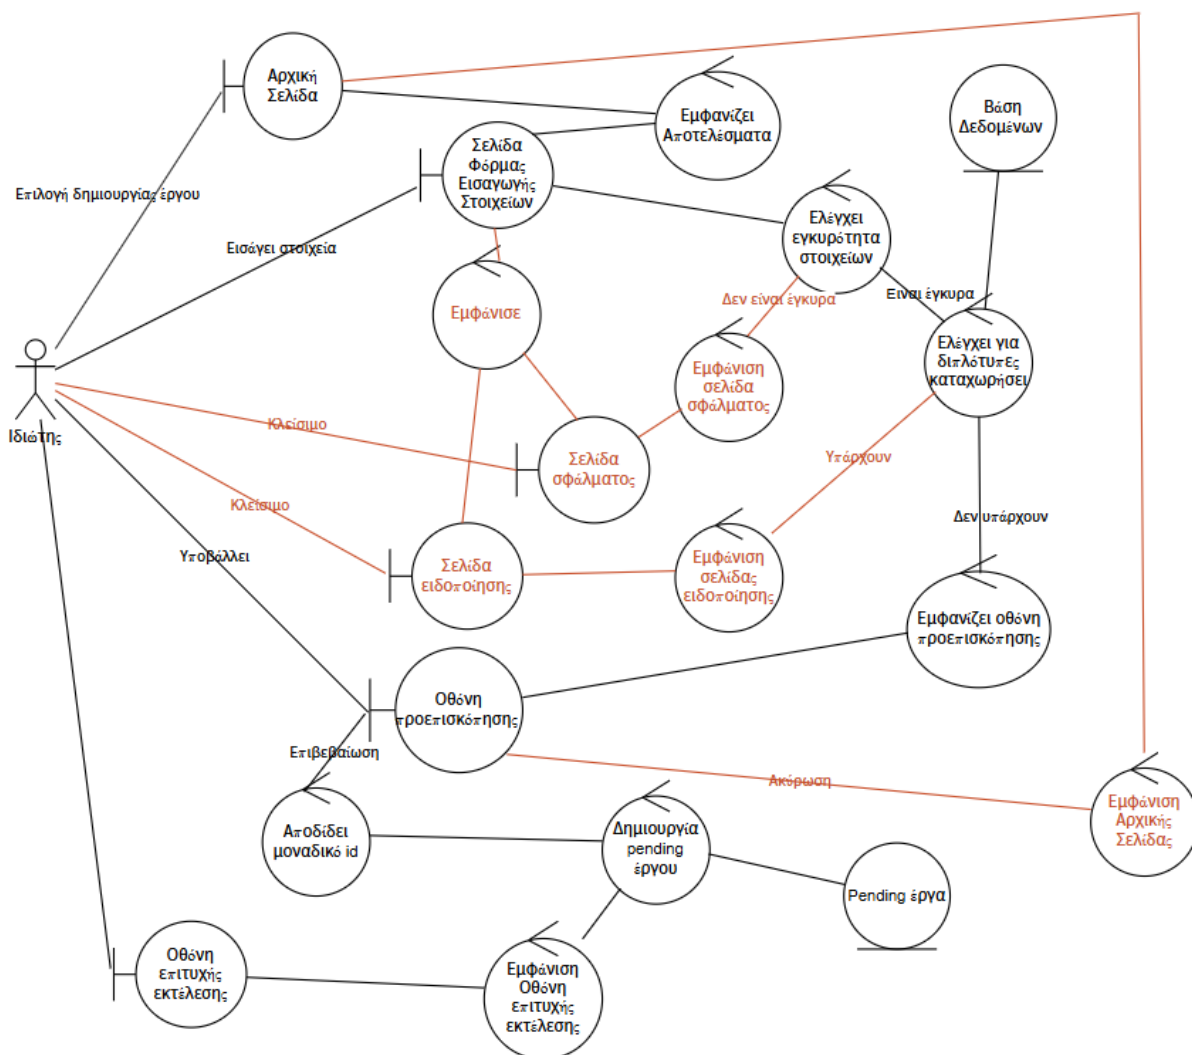 Αρχική
Σελίδα
Εμφανίζει
Αποτελέσματα
Βάση
Δεδομένων
Σελίδα
Φόρμας
Εισαγωγής
Στοιχείων
Επιλογή δημιουργίας έργου
Ελέγχει
εγκυρότητα
στοιχείων
Εισάγει στοιχεία
Δεν είναι έγκυρα
Ειναι έγκυρα
Εμφάνισε
Ελέγχει για
διπλότυπες
καταχωρήσει
Εμφάνιση
σελίδα
σφάλματος
Ιδιώτης
Κλείσιμο
Σελίδα
σφάλματος
Υπάρχουν
Κλείσιμο
Δεν υπάρχουν
Υποβάλλει
Σελίδα
ειδοποίησης
Εμφάνιση
σελίδας
ειδοποίησης
Εμφανίζει οθόνη
προεπισκόπησης
Οθόνη
προεπισκόπησης
Επιβεβαίωση
Ακύρωση
Εμφάνιση
Αρχικής
Σελίδας
Αποδίδει
μοναδικό id
Δημιουργία
pending
έργου
Pending έργα
Οθόνη
επιτυχής
εκτέλεσης
Εμφάνιση
Οθόνη
επιτυχής
εκτέλεσης